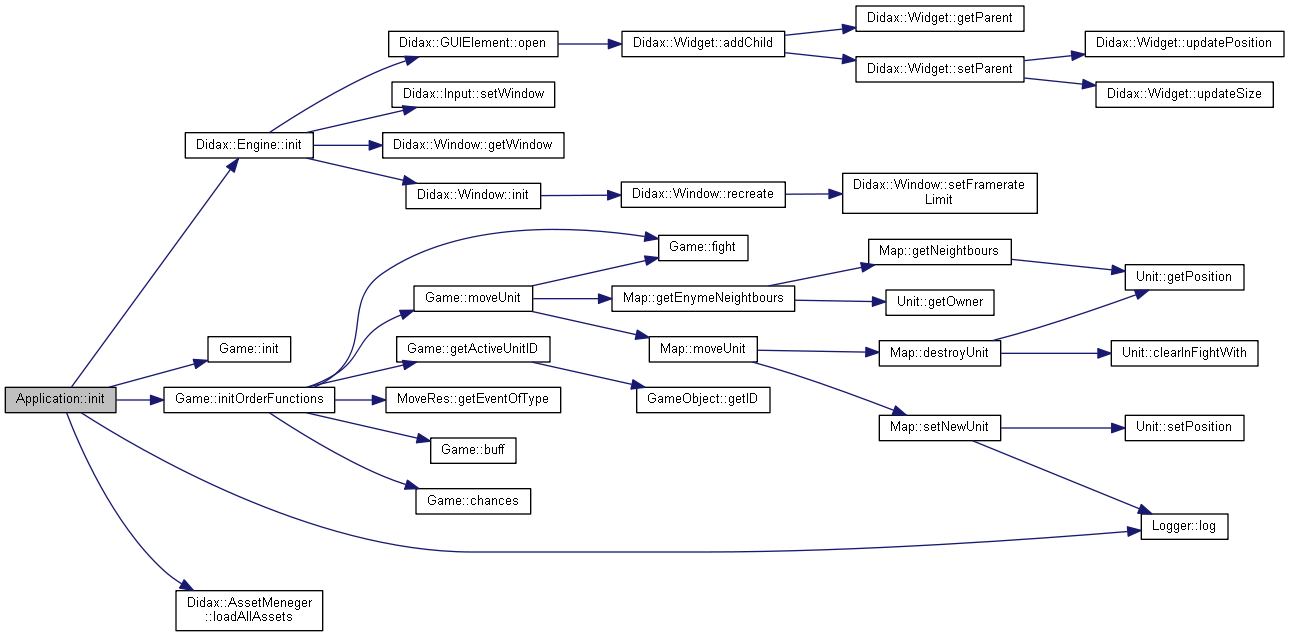 Didax::Widget::getParent
Didax::GUIElement::open
Didax::Widget::addChild
Didax::Widget::updatePosition
Didax::Widget::setParent
Didax::Input::setWindow
Didax::Widget::updateSize
Didax::Engine::init
Didax::Window::getWindow
Didax::Window::init
Didax::Window::recreate
Didax::Window::setFramerate
Limit
Game::fight
Map::getNeightbours
Unit::getPosition
Game::moveUnit
Map::getEnymeNeightbours
Unit::getOwner
Game::init
Game::getActiveUnitID
Map::moveUnit
Map::destroyUnit
Unit::clearInFightWith
Application::init
Game::initOrderFunctions
MoveRes::getEventOfType
GameObject::getID
Map::setNewUnit
Unit::setPosition
Game::buff
Game::chances
Logger::log
Didax::AssetMeneger
::loadAllAssets